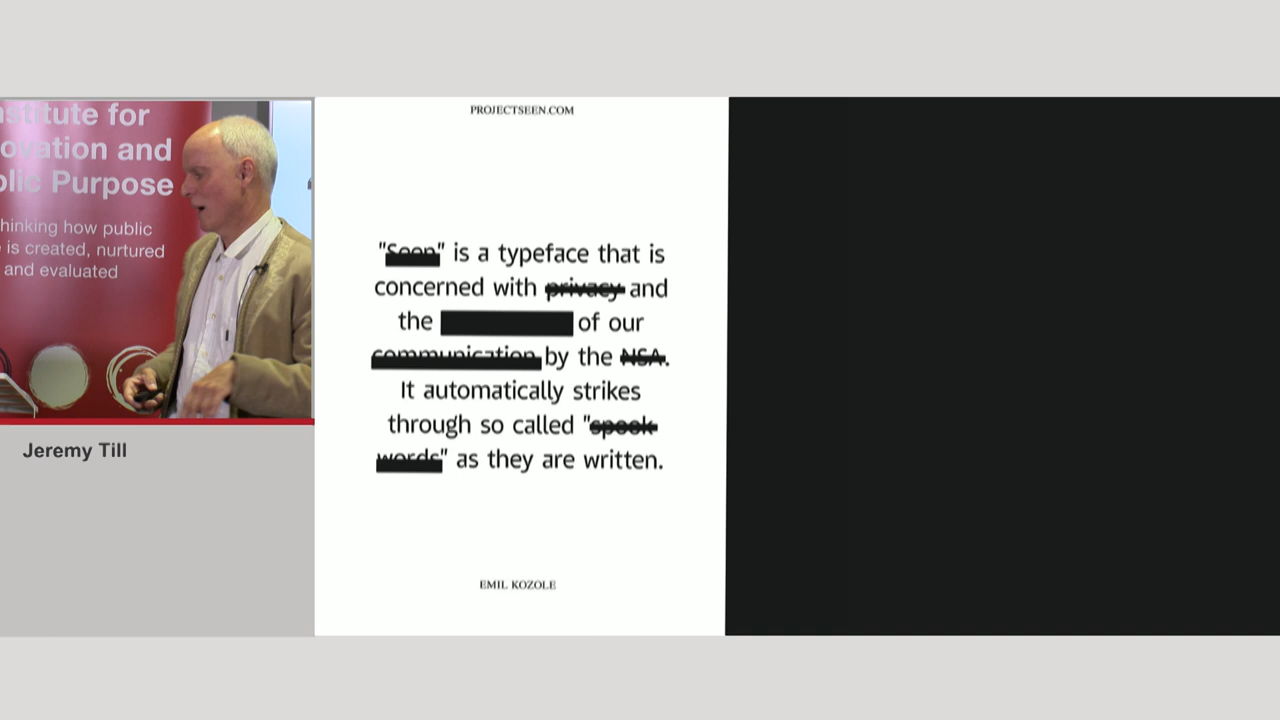 stitute for
ovation and
lic Purpose
hinking how public
is created, nurtured
and evaluated
Jeremy Till
PROJECTSEEN.COM
"Seen" is a typeface that is
concerned with privacy and
the of our
communication by the NSA.
It automatically strikes
through so called "spook
words" as they are written.
EMIL KOZOLE